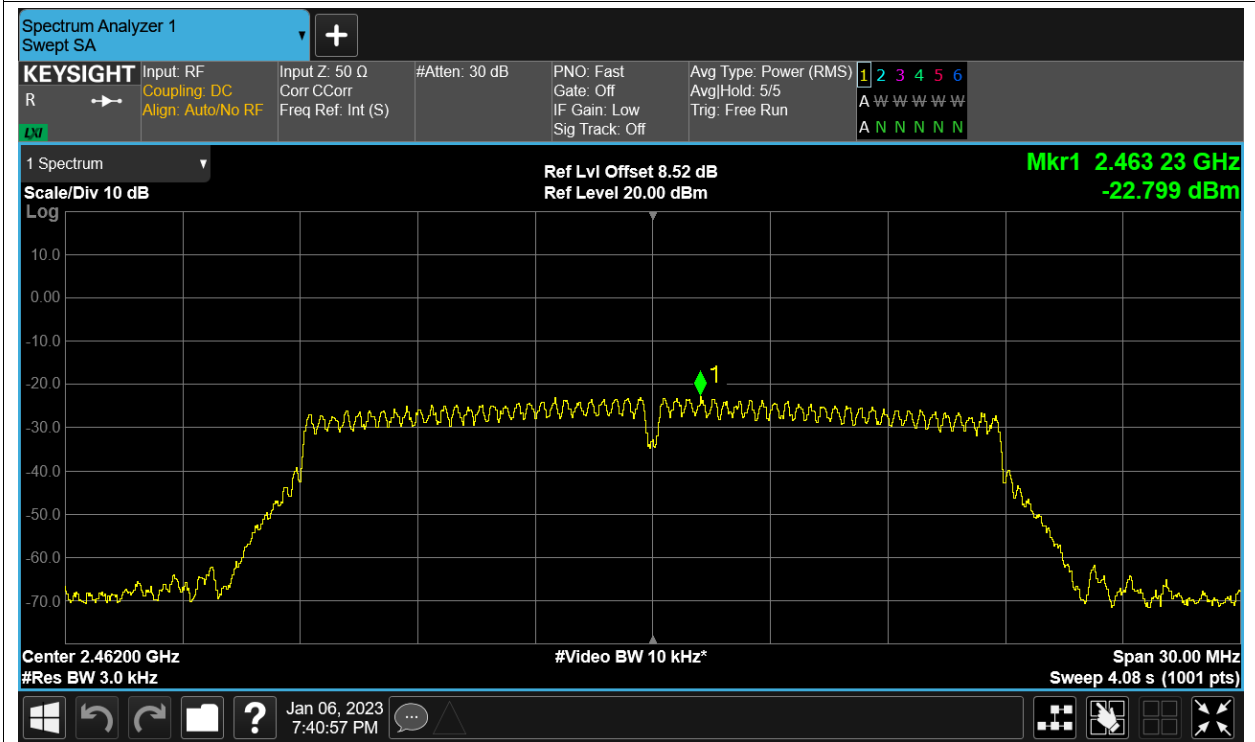 Spectrum Analyzer 1
Swept SA
+
KEYSIGHT
R
LXI
Input: RF
Coupling: DC
Align: Auto/No RF
Input Z: 50 Ω
Corr CCorr
Freq Ref: Int (S)
#Atten: 30 dB
PNO: Fast
Gate: Off
IF Gain: Low
Sig Track: Off
Avg Type: Power (RMS)
Avg|Hold: 5/5
Trig: Free Run
1 2 3 4 5 6
A W W W W W
A N N N N N
1 Spectrum
Scale/Div 10 dB
Ref Lvl Offset 8.52 dB
Ref Level 20.00 dBm
Mkr1 2.463 23 GHz
-22.799 dBm
Log
10.0
0.00
-10.0
-20.0
-30.0
-40.0
-50.0
-60.0
-70.0
1
Center 2.46200 GHz
#Res BW 3.0 kHz
#Video BW 10 kHz*
Span 30.00 MHz
Sweep 4.08 s (1001 pts)
?
Jan 06, 2023
7:40:57 PM